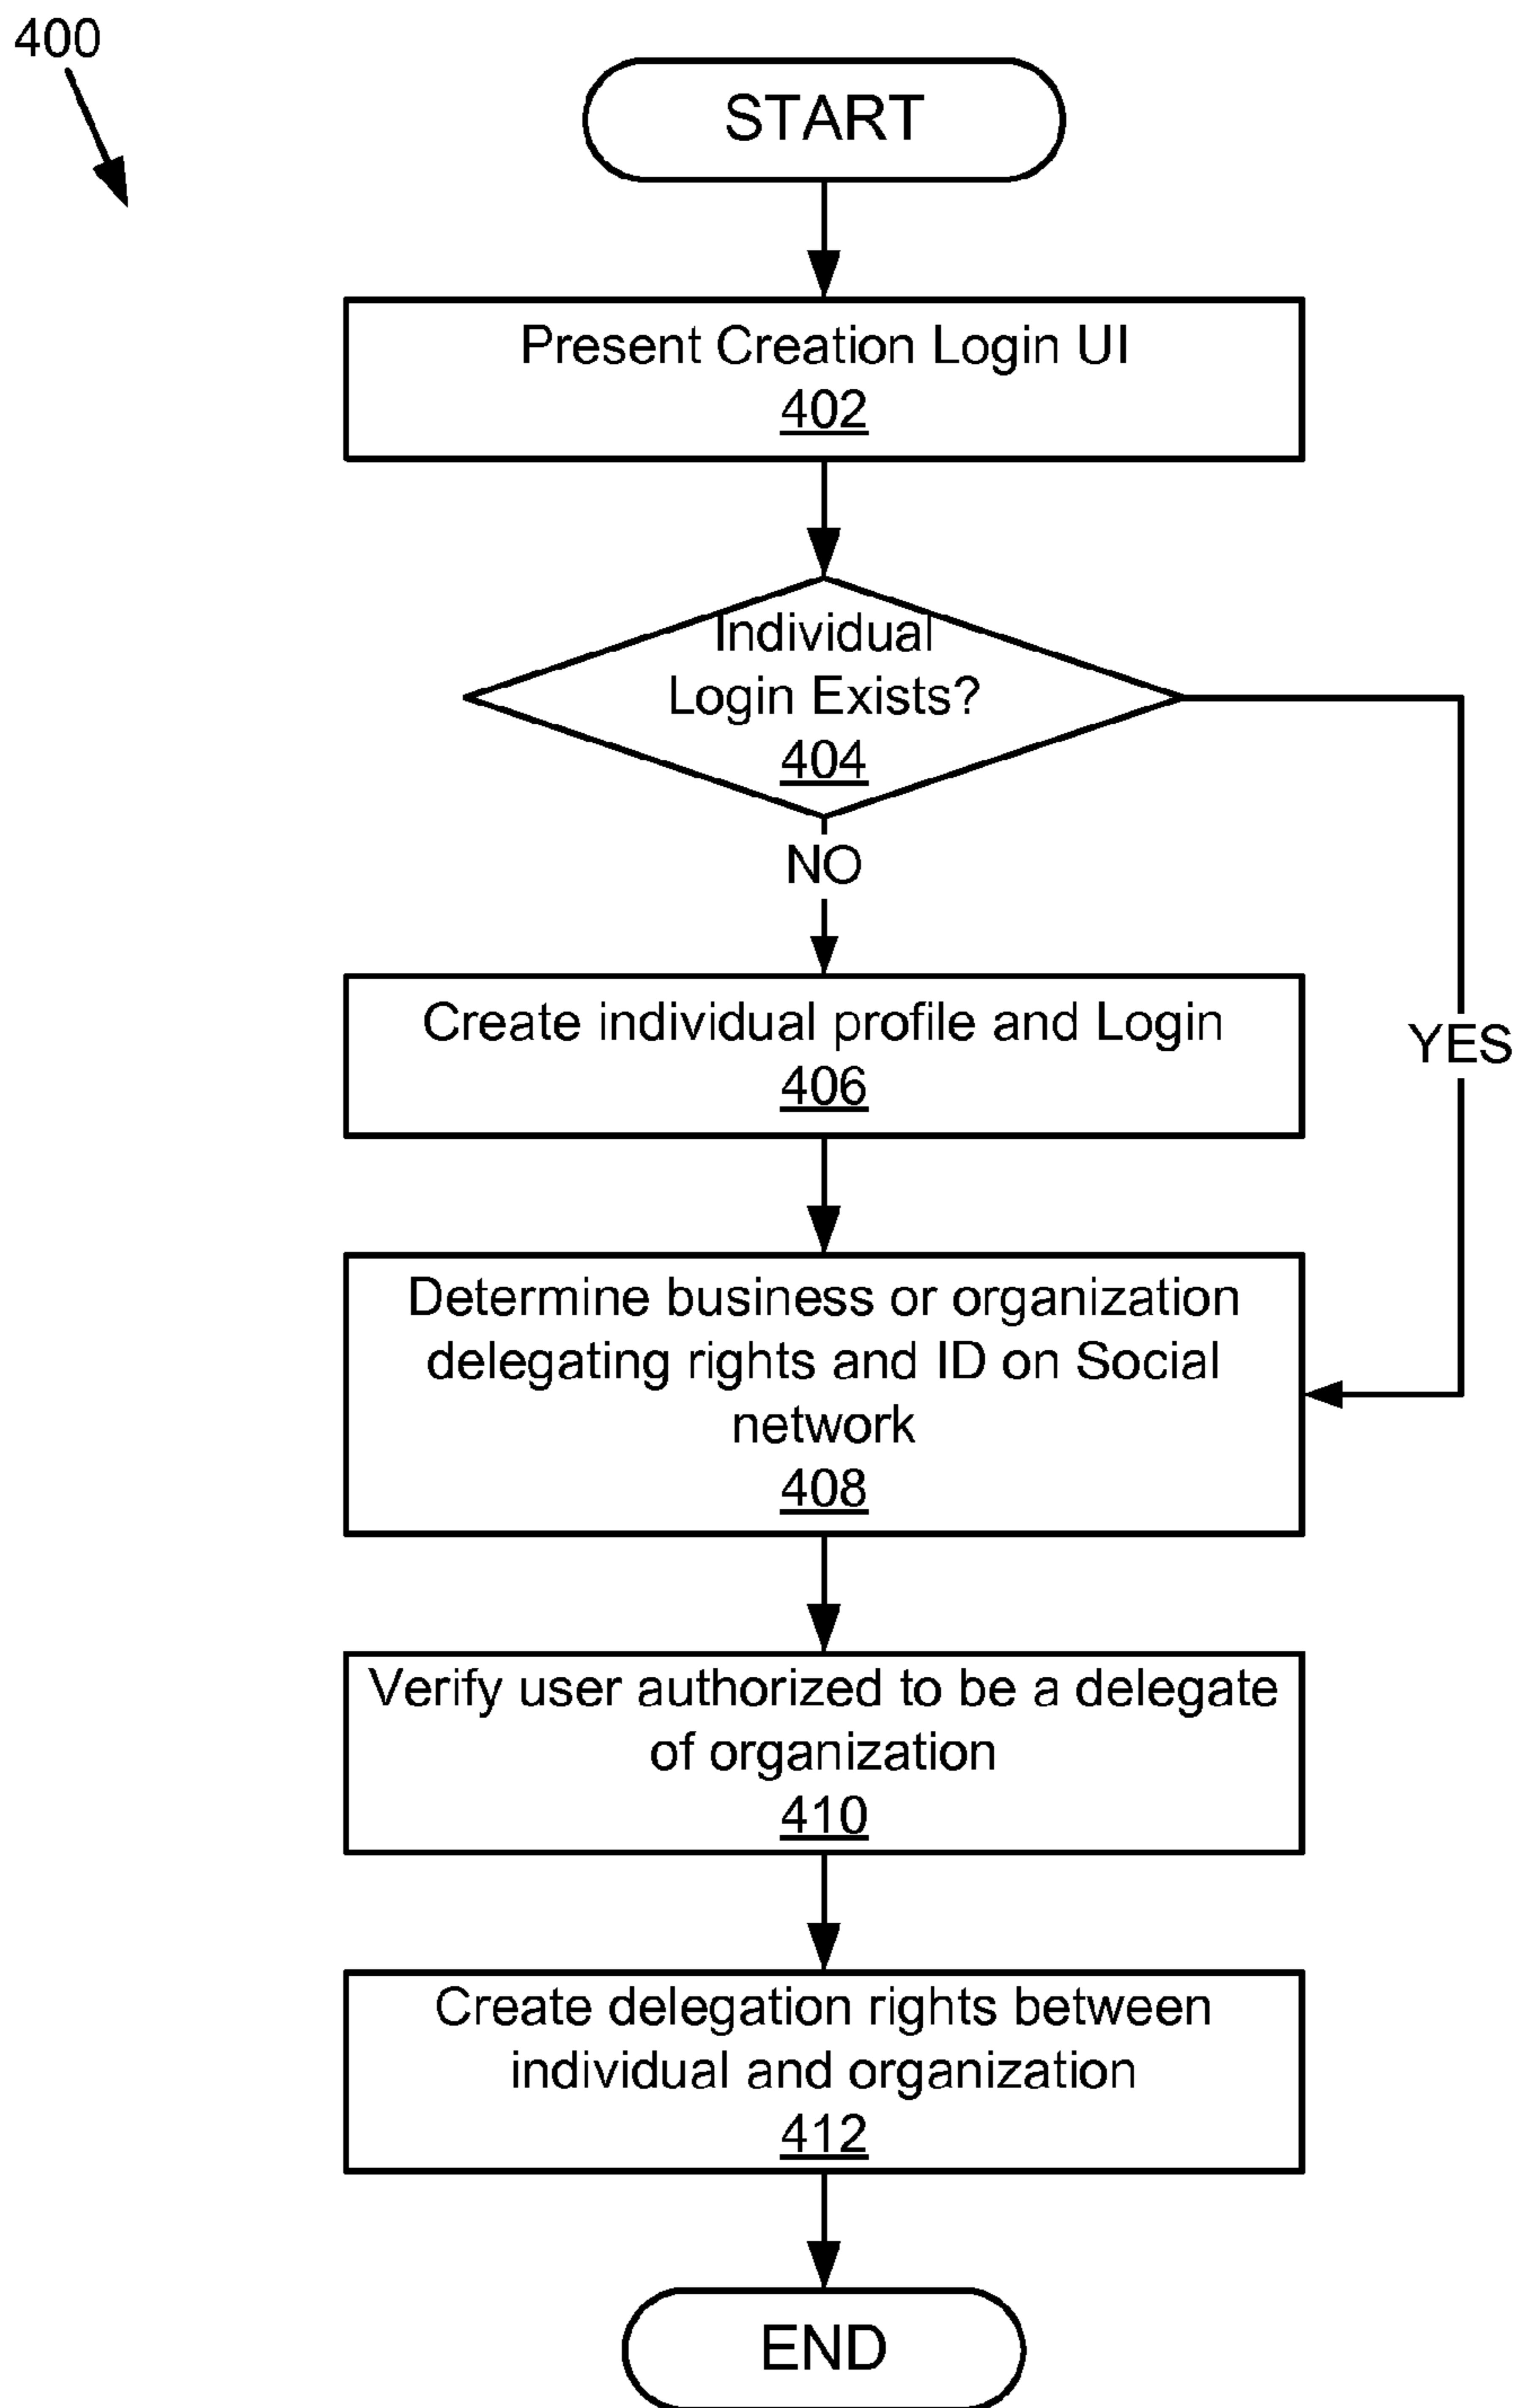 400
START
Present Creation Login UI
402
Individual
Login Exists?
404
NO
Create individual profile and Login
406
YES
Determine business or organization
delegating rights and ID on Social
network
408
Verify user authorized to be a delegate
of organization
410
Create delegation rights between
individual and organization
412
END